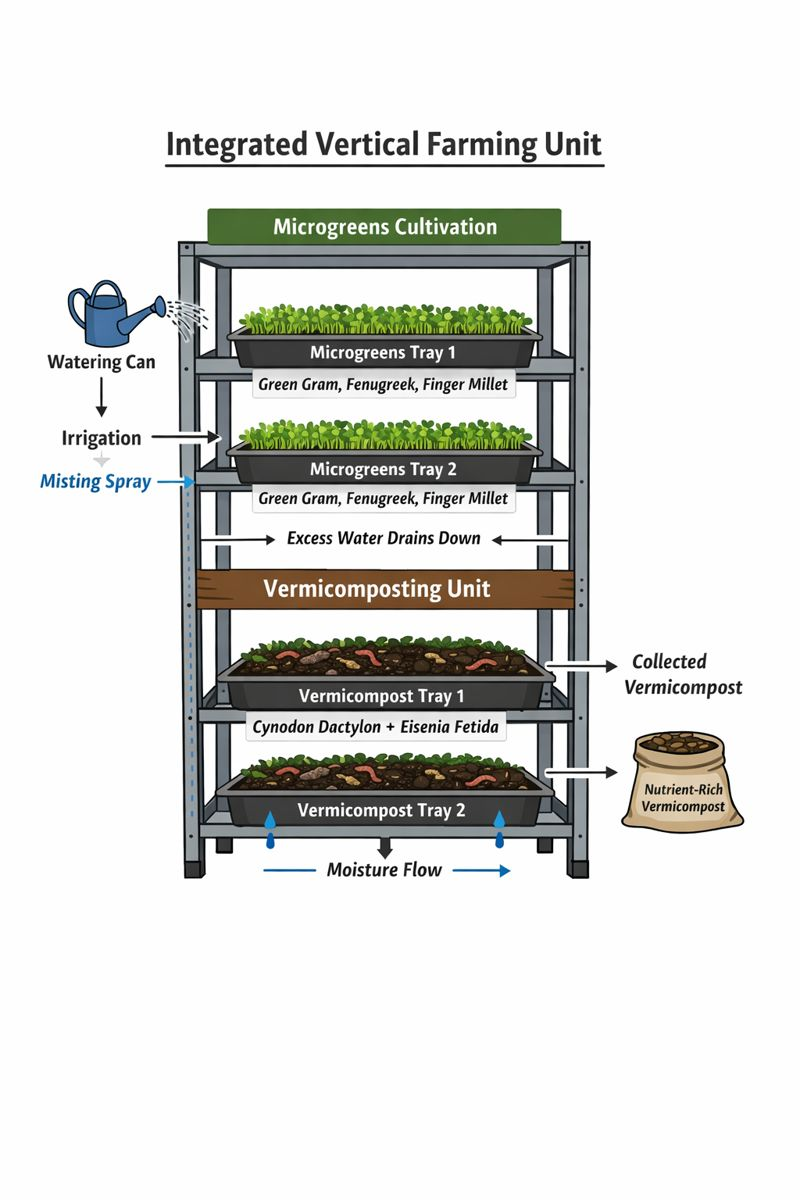 Integrated Vertical Farming Unit
Microgreens Cultivation
Watering Can
Microgreens Tray 1
Green Gram, Fenugreek, Finger Millet
Irrigation
Microgreens Tray 2
Misting Spray
Green Gram, Fenugreek, Finger Millet
Excess Water Drains Down
Vermicomposting Unit
Collected
Vermicompost
Vermicompost Tray 1
Cynodon Dactylon + Eisenia Fetida
Nutrient-Rich
Vermicompost
Vermicompost Tray 2
Moisture Flow